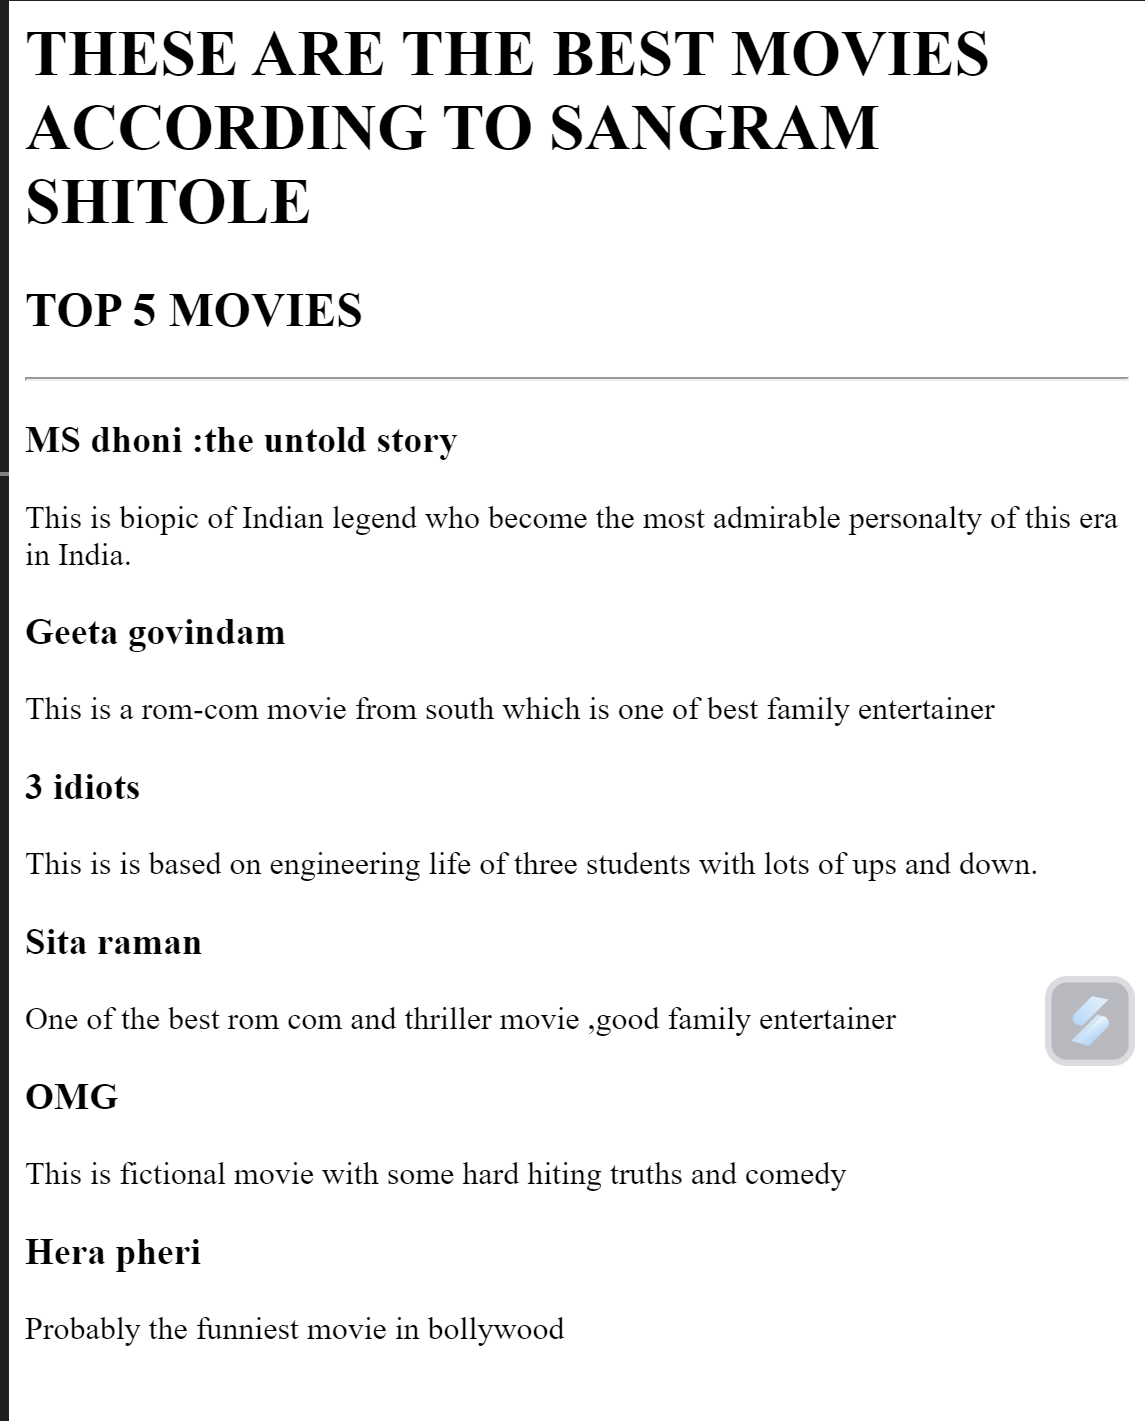 THESE ARE THE BEST MOVIES
ACCORDING TO SANGRAM
SHITOLE
TOP 5 MOVIES
MS dhoni :the untold story
This is biopic of Indian legend who become the most admirable personalty of this era
in India.
Geeta govindam
This is a rom-com movie from south which is one of best family entertainer
3 idiots
This is is based on engineering life of three students with lots of ups and down.
Sita raman
One of the best rom com and thriller movie ,good family entertainer
OMG
This is fictional movie with some hard hiting truths and comedy
Hera pheri
Probably the funniest movie in bollywood